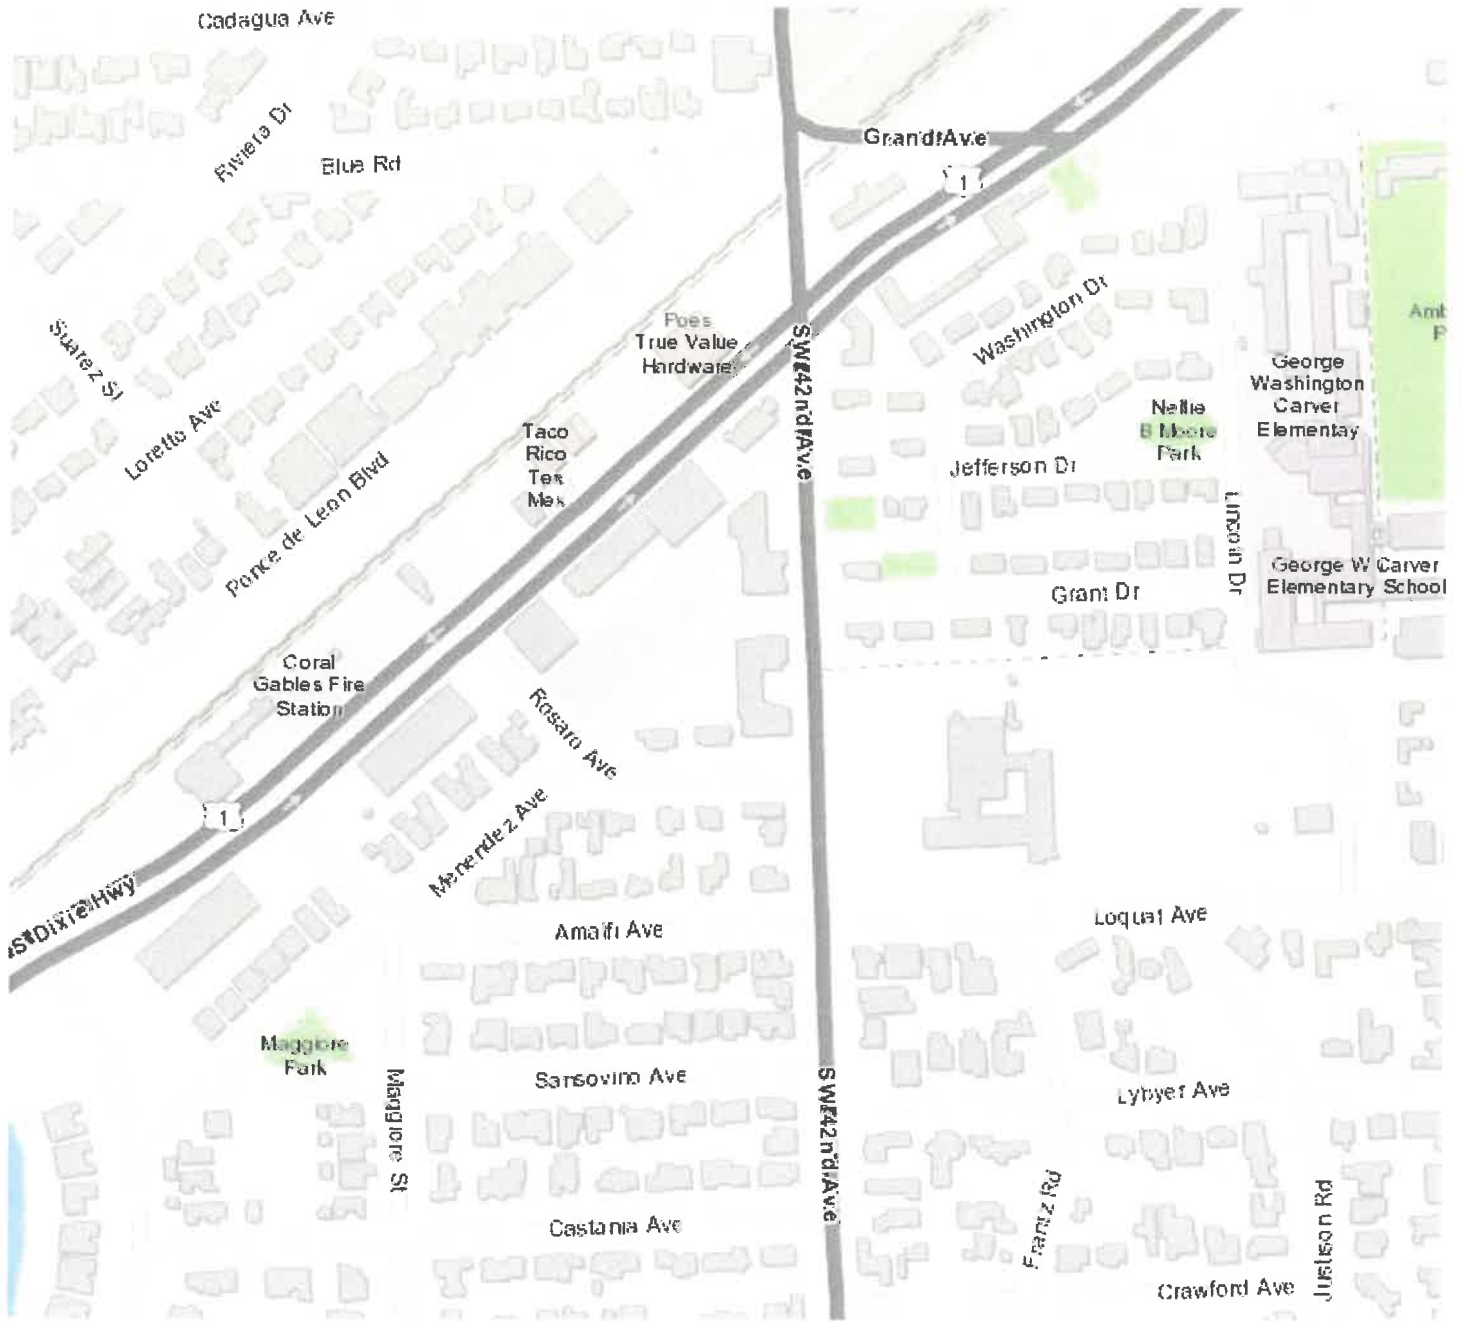 Cadagua Ave
Riviera Dr
Blue Rd
Grand Ave
1
Suarez St
Loretto Ave
Ponce de Leon Blvd
Poes
True Value
Hardware
SW 42nd Ave
Washington Dr
Taco
Rico
Tex
Mex
Nellie
B Moore
Park
Jefferson Dr
George
Washington
Carver
Elementay
Lincoln Dr
George W Carver
Elementary School
Grant Dr
Coral
Gables Fire
Station
1
Rosaro Ave
Menendez Ave
S Dixie Hwy
Amalfi Ave
Loquat Ave
Maggiore
Park
Maggiore St
Sansovino Ave
SW 42nd Ave
Lybyer Ave
Castania Ave
Frantz Rd
Justison Rd
Crawford Ave